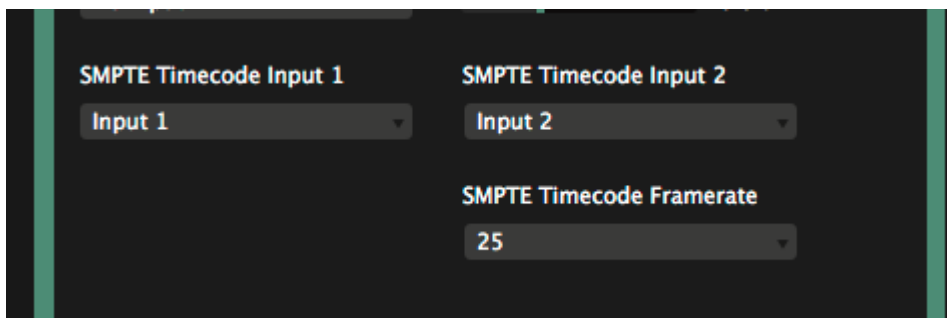 SMPTE Timecode Input 1
SMPTE Timecode Input 2
Input 1
Input 2
SMPTE Timecode Framerate
25